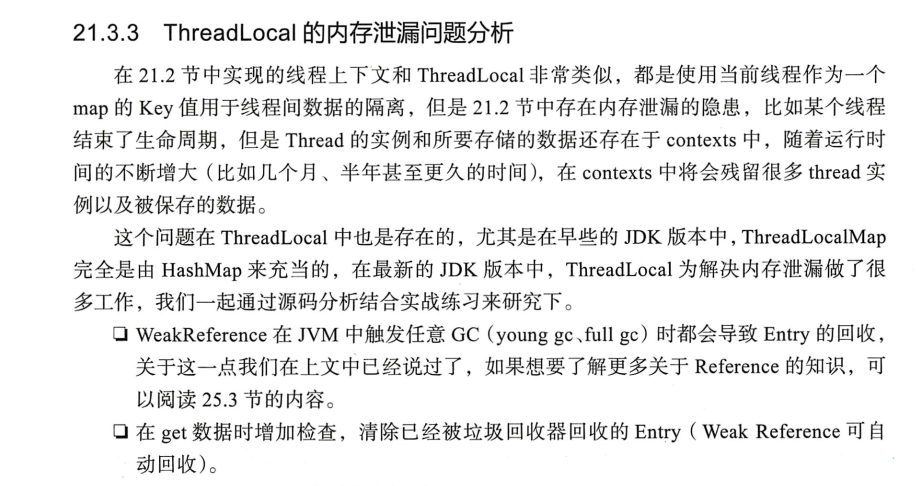 21.3.3 ThreadLocal 的内存泄漏问题分析
在 21.2 节中实现的线程上下文和 ThreadLocal 非常类似，都是使用当前线程作为一个
map 的 Key 值用于线程间数据的隔离，但是 21.2 节中存在内存泄漏的隐患，比如某个线程
结束了生命周期，但是 Thread 的实例和所要存储的数据还存在于 contexts 中，随着运行时
间的不断增大（比如几个月、半年甚至更久的时间），在 contexts 中将会残留很多 thread 实
例以及被保存的数据。
这个问题在 ThreadLocal 中也是存在的，尤其是在早些的 JDK 版本中，ThreadLocalMap
完全是由 HashMap 来充当的，在最新的 JDK 版本中，ThreadLocal 为解决内存泄漏做了很
多工作，我们一起通过源码分析结合实战练习来研究下。
❑ WeakReference 在 JVM 中触发任意 GC（young gc、full gc）时都会导致 Entry 的回收，
关于这一点我们在上文中已经说过了，如果想要了解更多关于 Reference 的知识，可
以阅读 25.3 节的内容。
❑ 在 get 数据时增加检查，清除已经被垃圾回收器回收的 Entry（Weak Reference 可自
动回收）。